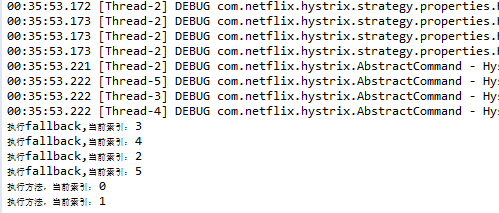 00:35:53.172 [Thread-2] DEBUG com.netflix.hystrix.strategy.properties.
00:35:53.173 [Thread-2] DEBUG com.netflix.hystrix.strategy.properties.
00:35:53.173 [Thread-2] DEBUG com.netflix.hystrix.strategy.properties.
00:35:53.173 [Thread-2] DEBUG com.netflix.hystrix.strategy.properties.
00:35:53.221 [Thread-2] DEBUG com.netflix.hystrix.AbstractCommand - Hys
00:35:53.222 [Thread-5] DEBUG com.netflix.hystrix.AbstractCommand - Hys
00:35:53.222 [Thread-3] DEBUG com.netflix.hystrix.AbstractCommand - Hys
00:35:53.222 [Thread-4] DEBUG com.netflix.hystrix.AbstractCommand - Hys
执行fallback,当前索引：3
执行fallback,当前索引：4
执行fallback,当前索引：2
执行fallback,当前索引：5
执行方法，当前索引：0
执行方法，当前索引：1